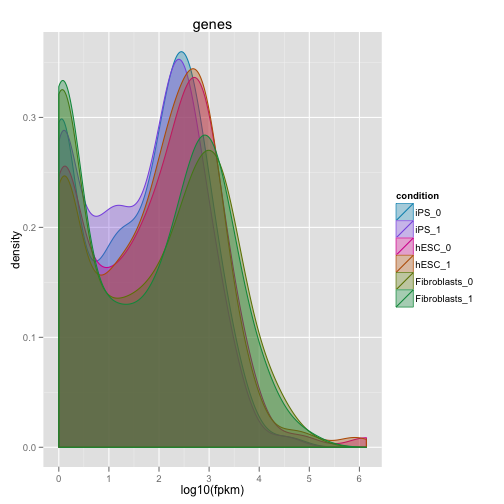 genes
density
0.3
0.2
0.1
0.0
0 1 2 3 4 5 6
log10(fpkm)
condition
iPS_0
iPS_1
hESC_0
hESC_1
Fibroblasts_0
Fibroblasts_1